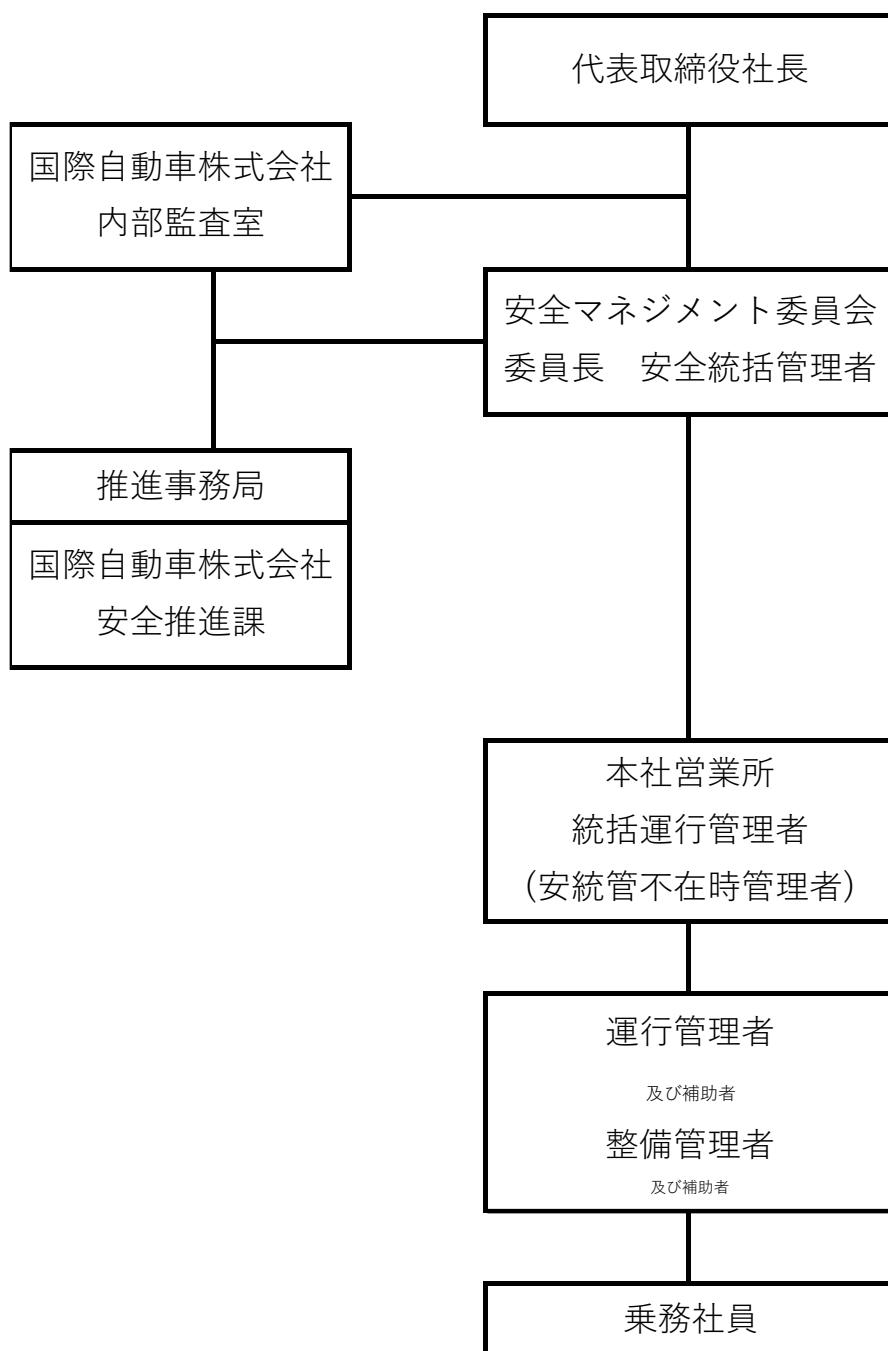 代表取締役社長
国際自動車株式会社
内部監査室
安全マネジメント委員会
委員長　安全統括管理者
推進事務局
国際自動車株式会社
安全推進課
本社営業所
統括運行管理者
(安統管不在時管理者)
運行管理者
及び補助者
整備管理者
及び補助者
乗務社員